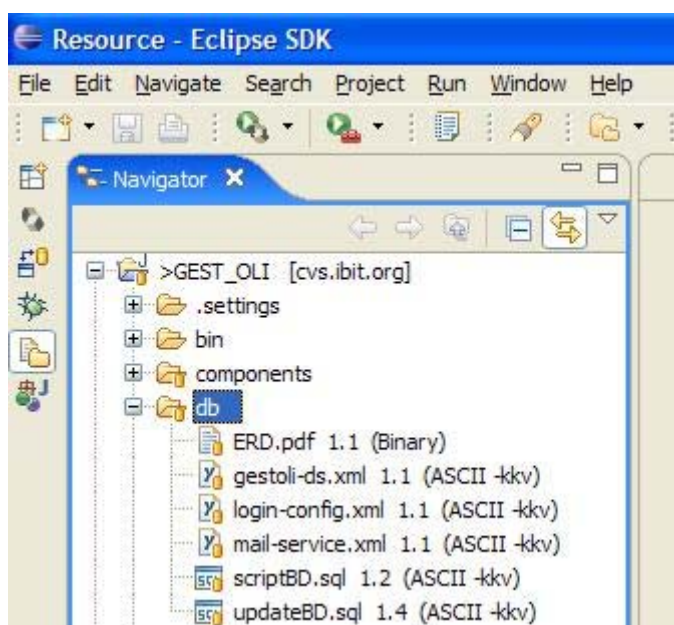 Resource - Eclipse SDK
File Edit Navigate Search Project Run Window Help
Navigator
>GEST_OLI [cvs.ibit.org]
.settings
bin
components
db
ERD.pdf 1.1 (Binary)
gestoli-ds.xml 1.1 (ASCII -kkv)
login-config.xml 1.1 (ASCII -kkv)
mail-service.xml 1.1 (ASCII -kkv)
scriptBD.sql 1.2 (ASCII -kkv)
updateBD.sql 1.4 (ASCII -kkv)